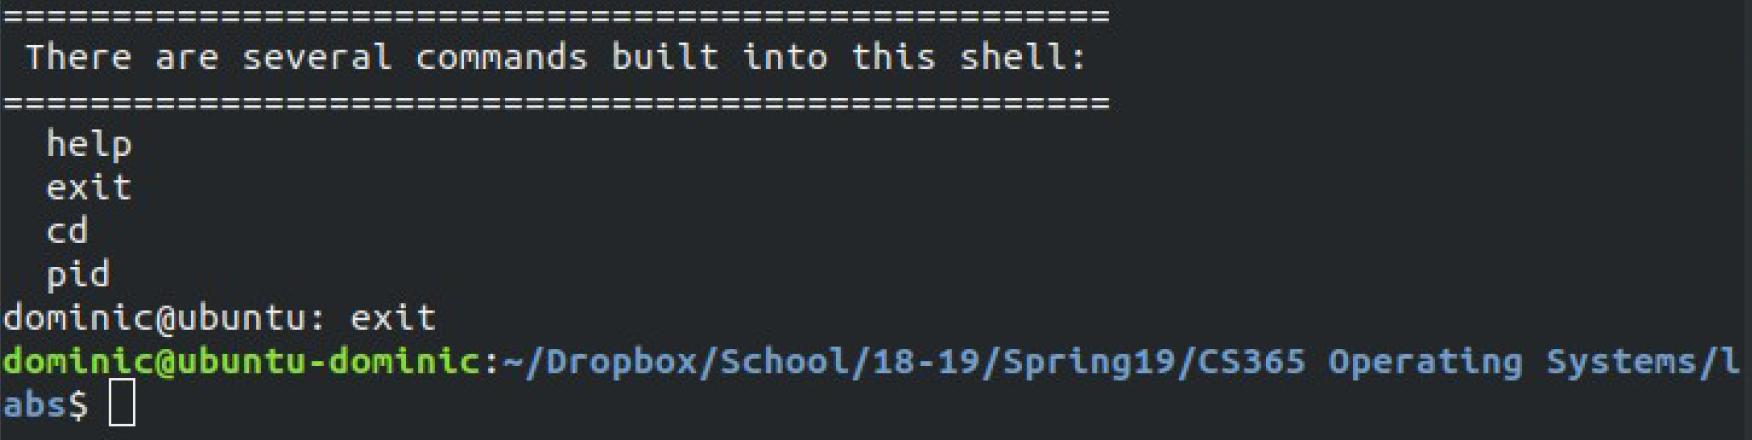 ===================================================
 There are several commands built into this shell:
===================================================
  help
  exit
  cd
  pid
dominic@ubuntu: exit
dominic@ubuntu-dominic:~/Dropbox/School/18-19/Spring19/CS365 Operating Systems/l
abs$